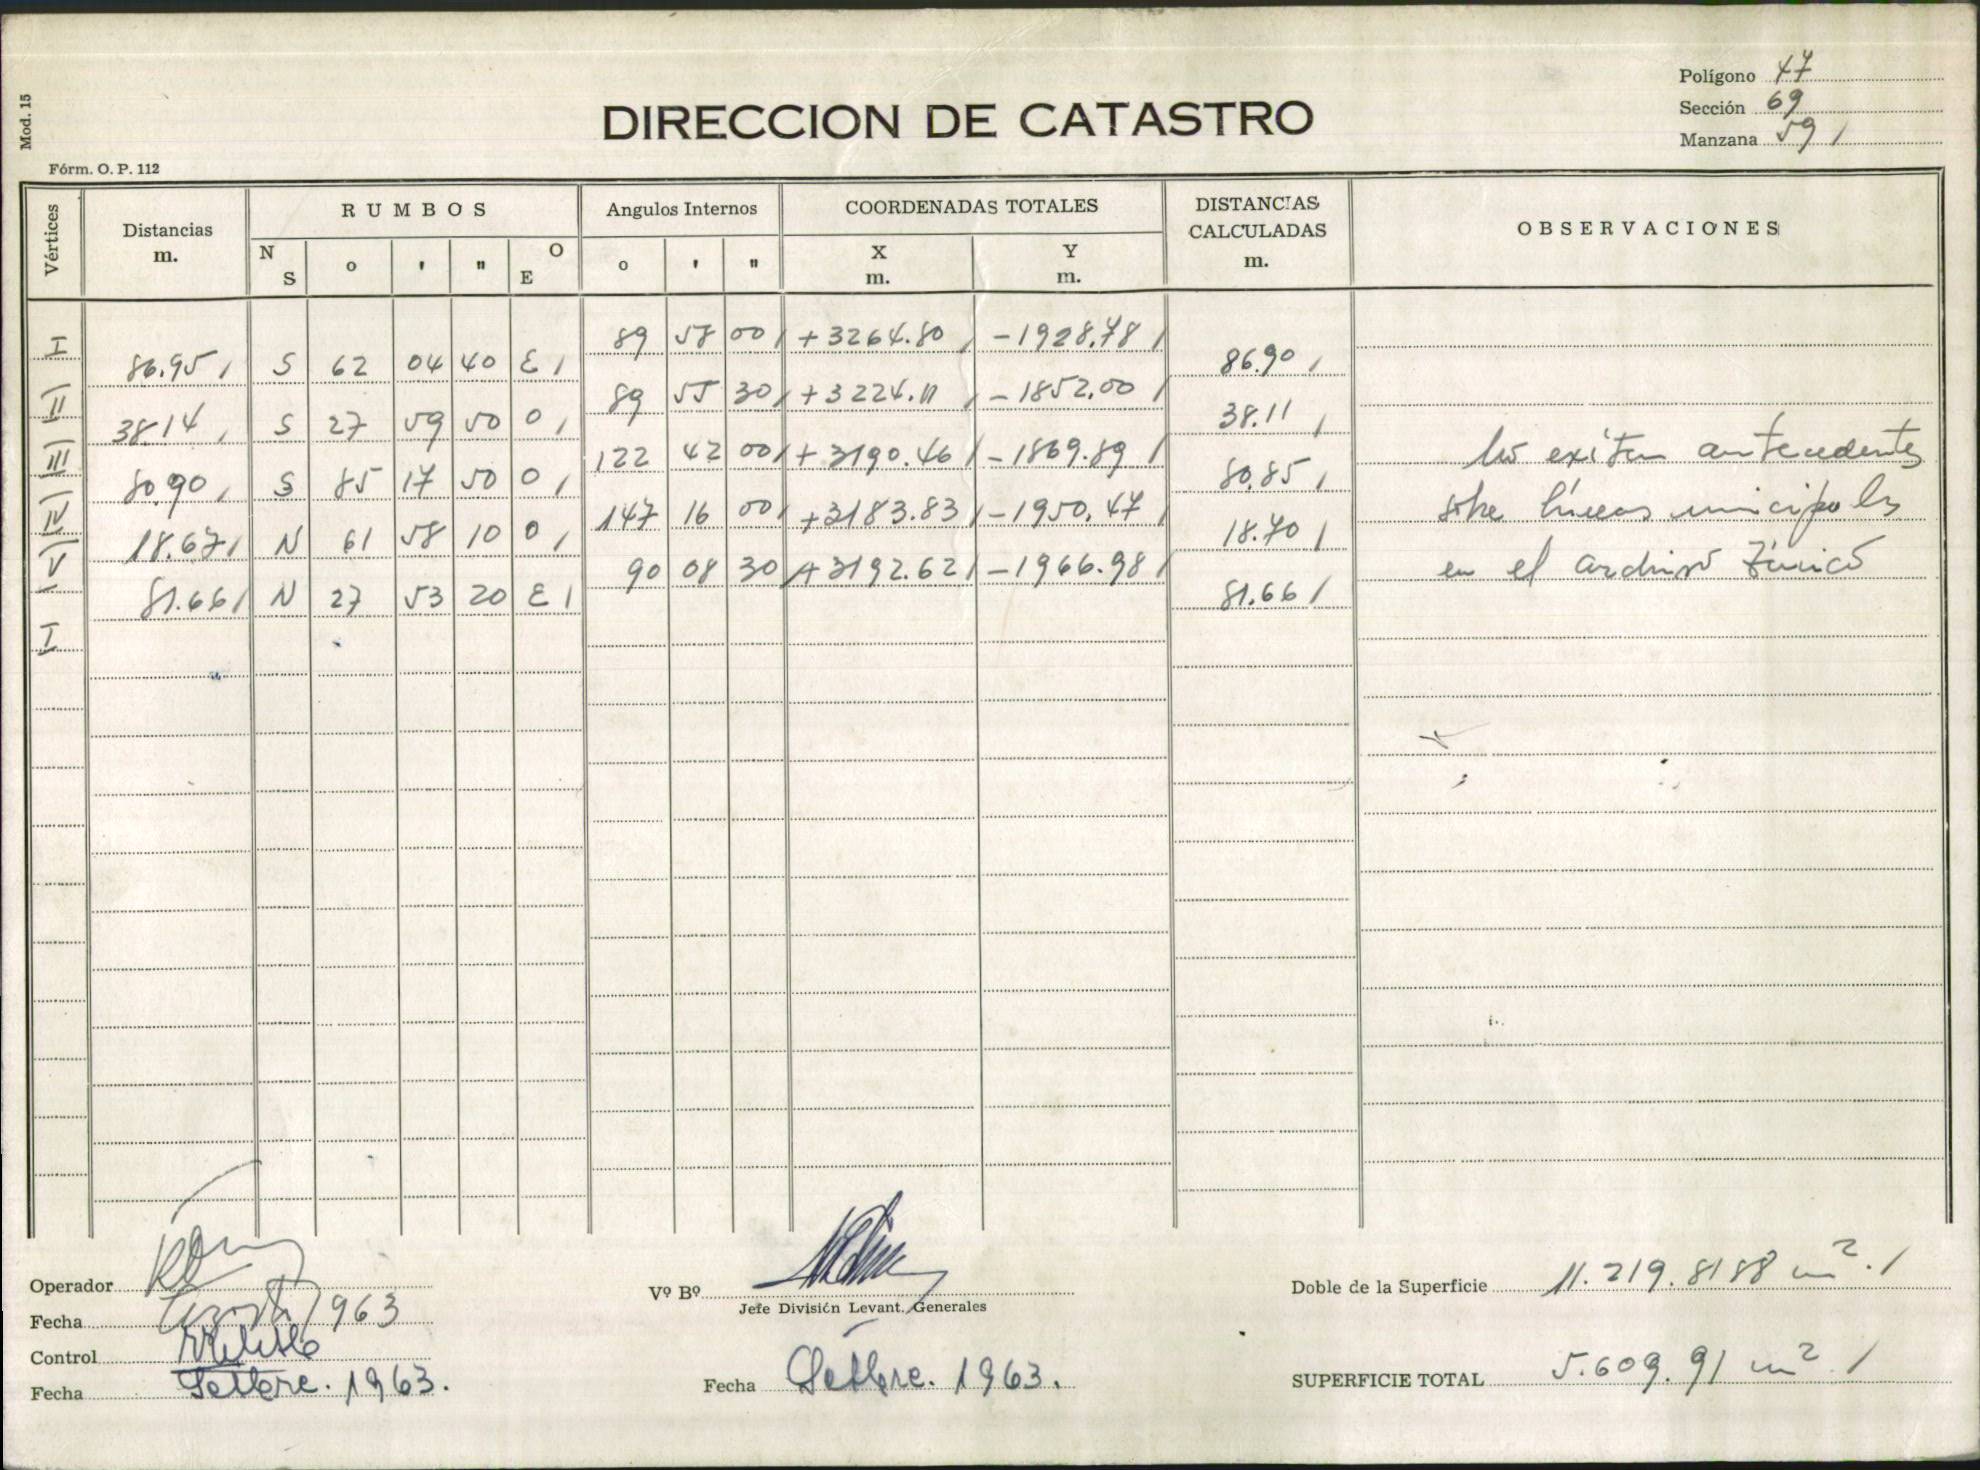 Mod. 15
Fórm. O. P. 112
DIRECCION DE CATASTRO
Polígono 47
Sección 69
Manzana 59
Vértices
Distancias m.
RUMBOS
N S o ' " O E
Angulos Internos
o ' "
COORDENADAS TOTALES
X m. Y m.
DISTANCIAS CALCULADAS m.
OBSERVACIONES
I 89 58 00 +3264.80 -1928.78
86.95 S 62 04 40 E 86.90
II 89 55 30 +3224.11 -1852.00
38.14 S 27 59 50 O 38.11
III 122 42 00 +3190.46 -1869.89
80.90 S 85 17 50 O 80.85
IV 147 16 00 +3183.83 -1950.47
18.67 N 61 58 10 O 18.70
V 90 08 30 +3192.62 -1966.98
81.66 N 27 53 20 E 81.66
I
No existen antecedentes
sobre líneas municipales
en el archivo
Operador
Fecha Agosto 1963
Control
Fecha Setbre. 1963.
Vº Bº
Jefe División Levant. Generales
Fecha Setbre. 1963.
Doble de la Superficie 11.219.8188 m².
SUPERFICIE TOTAL 5.609.91 m²